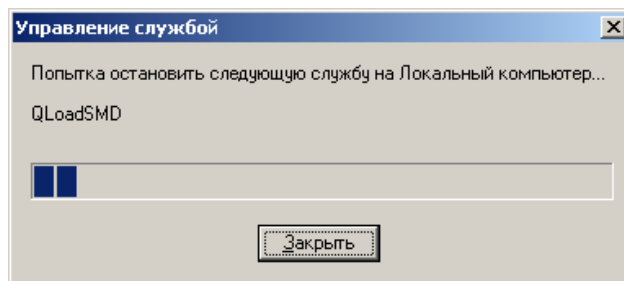 Управление службой
Попытка остановить следующую службу на Локальный компьютер...
QLoadSMD
Закрыть